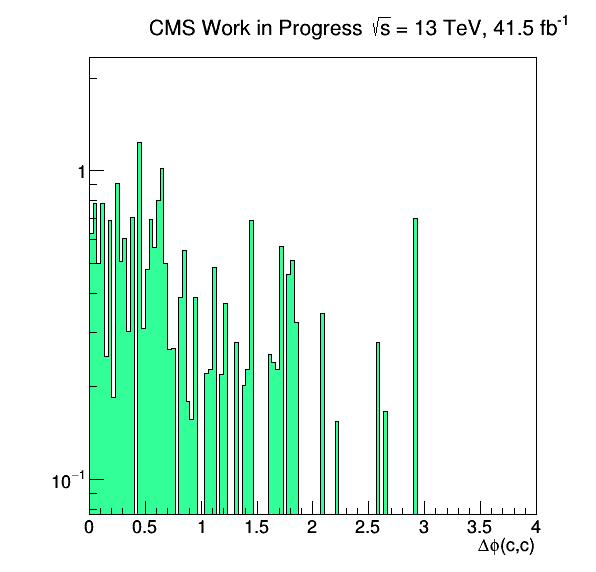 CMS Work in Progress √s = 13 TeV, 41.5 fb⁻¹
1
10⁻¹
0 0.5 1 1.5 2 2.5 3 3.5 4
Δϕ(c,c)